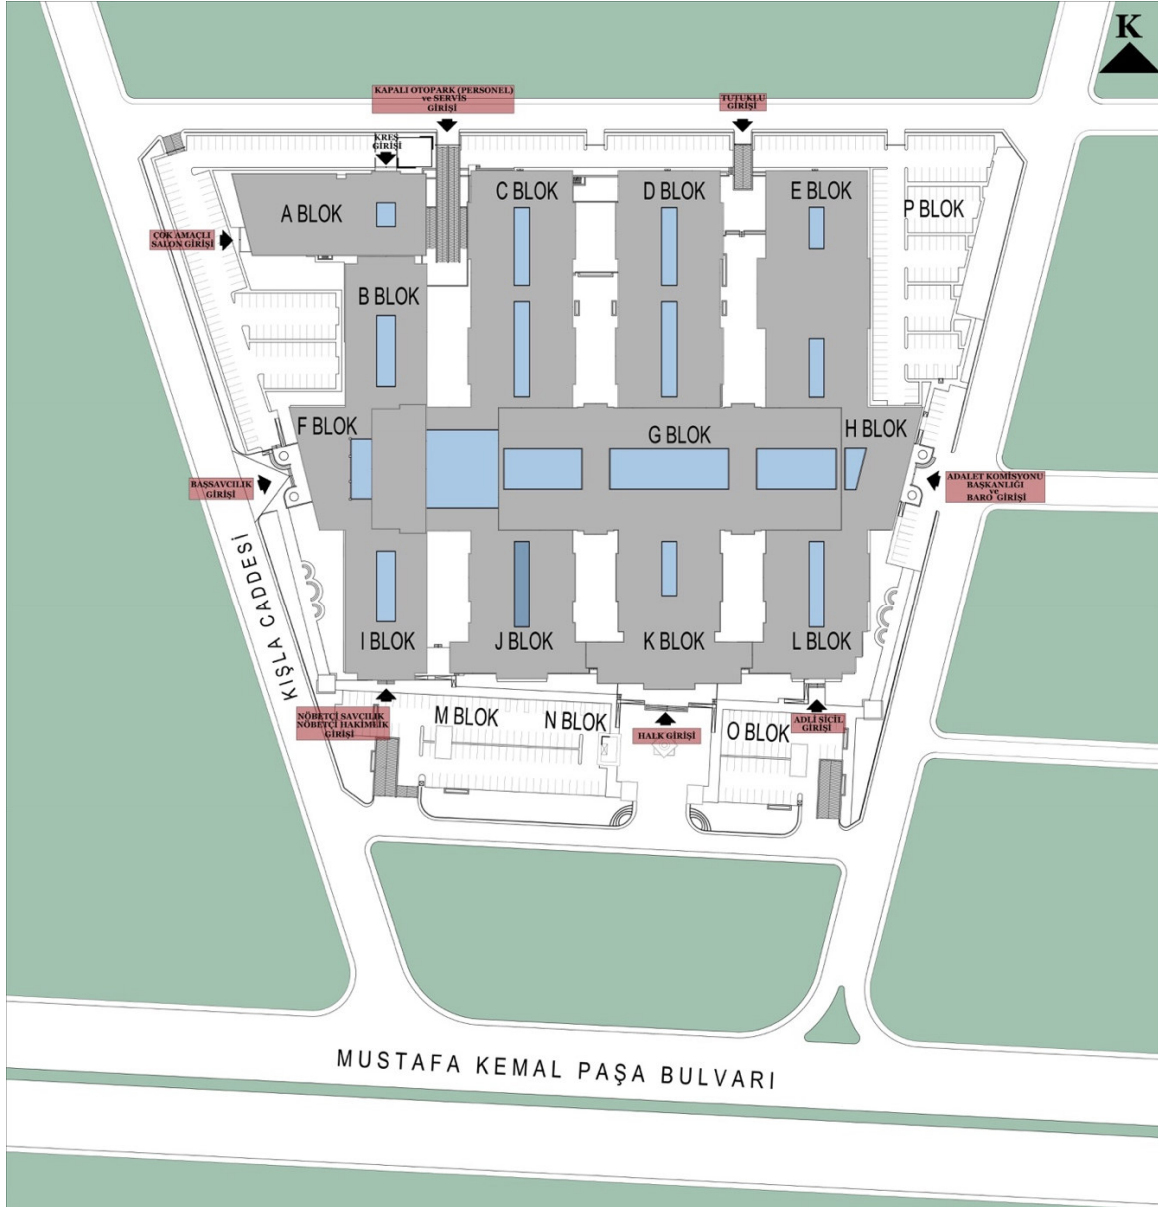 K
KAPALI OTOPARK (PERSONEL)
ve SERVİS
GİRİŞİ
TUTUKLU
GİRİŞİ
KREŞ
GİRİŞİ
C BLOK
D BLOK
E BLOK
A BLOK
P BLOK
ÇOK AMAÇLI
SALON GİRİŞİ
B BLOK
F BLOK
G BLOK
H BLOK
BAŞSAVCILIK
GİRİŞİ
ADALET KOMİSYONU
BAŞKANLIĞI
ve
BARO GİRİŞİ
KIŞLA CADDESİ
I BLOK
J BLOK
K BLOK
L BLOK
NÖBETÇİ SAVCILIK
NÖBETÇİ HAKİMLİK
GİRİŞİ
M BLOK
N BLOK
HALK GİRİŞİ
O BLOK
ADLİ SİCİL
GİRİŞİ
MUSTAFA KEMAL PAŞA BULVARI